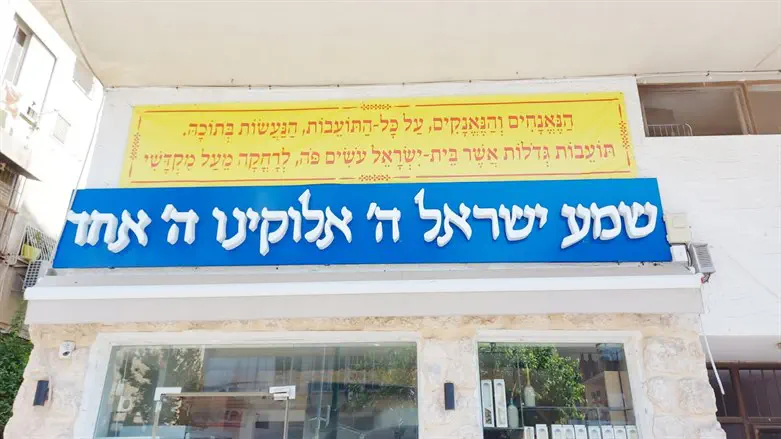 הַנֶּאֱנָחִים וְהַנֶּאֱנָקִים, עַל כָּל-הַתּוֹעֵבוֹת, הַנַּעֲשׂוֹת בְּתוֹכָהּ.
תּוֹעֵבוֹת גְּדֹלוֹת אֲשֶׁר בֵּית-יִשְׂרָאֵל עֹשִׂים פֹּה, לְרָחֳקָה מֵעַל מִקְדָּשִׁי
שמע ישראל ה' אלוקינו ה' אחד